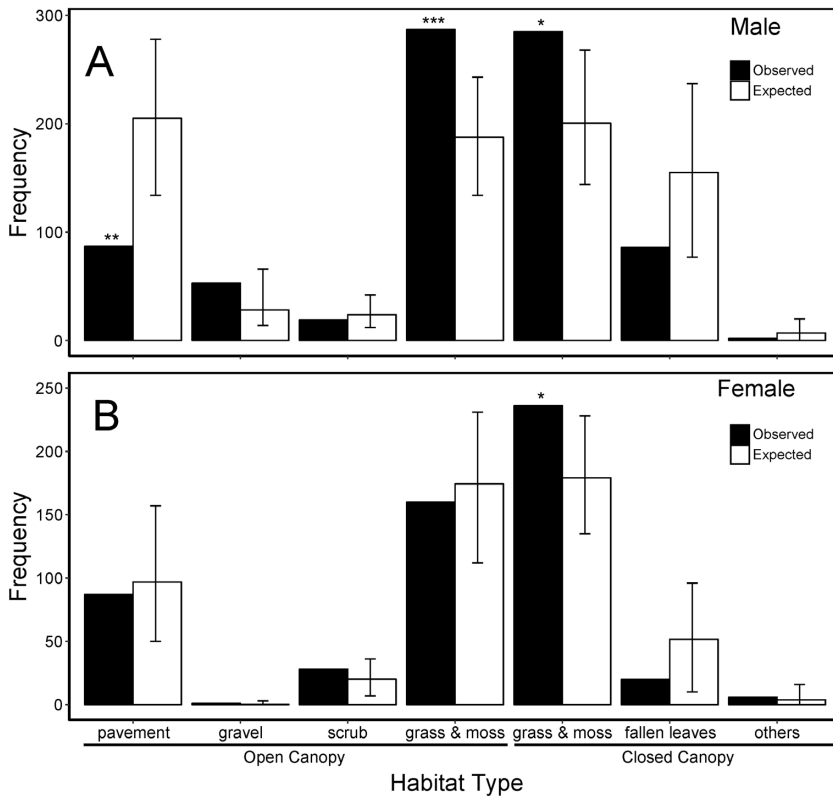 A
Male
Observed
Expected
Frequency
300
200
100
0
**
***
*
B
Female
Observed
Expected
Frequency
250
200
150
100
50
0
*
pavement gravel scrub grass & moss grass & moss fallen leaves others
Open Canopy Closed Canopy
Habitat Type